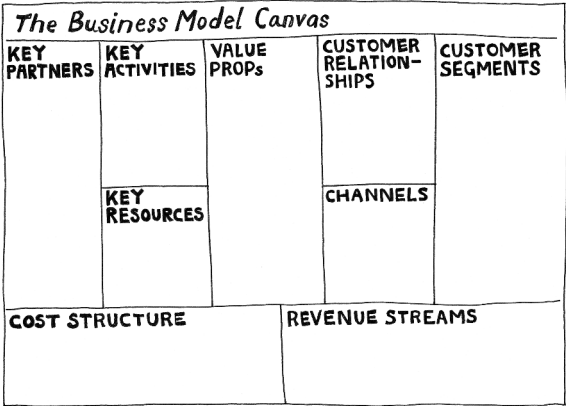 The Business Model Canvas
KEY
PARTNERS
KEY
ACTIVITIES
VALUE
PROPs
CUSTOMER
RELATION-
SHIPS
CUSTOMER
SEGMENTS
KEY
RESOURCES
CHANNELS
COST STRUCTURE
REVENUE STREAMS